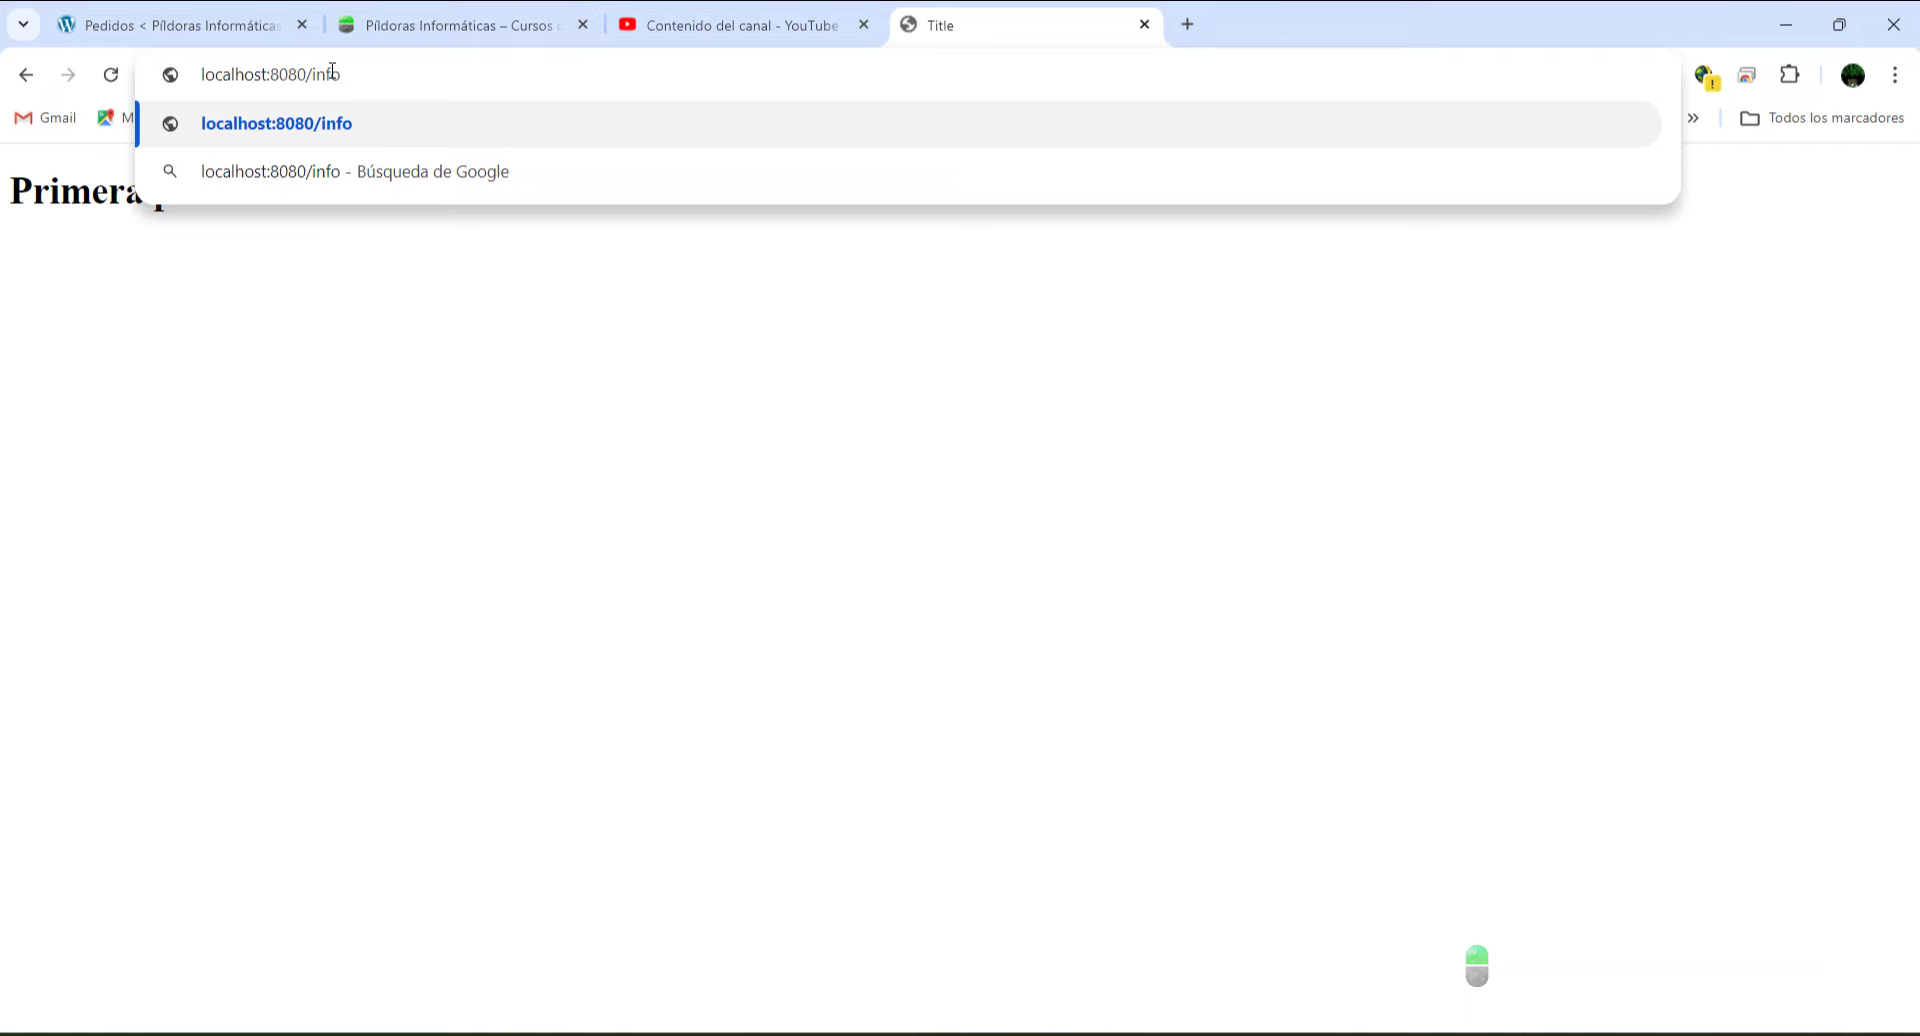 Pedidos < Píldoras Informáticas
Píldoras Informáticas – Cursos
Contenido del canal - YouTube
Title
localhost:8080/info
Gmail
M
localhost:8080/info
Todos los marcadores
localhost:8080/info - Búsqueda de Google
Primera